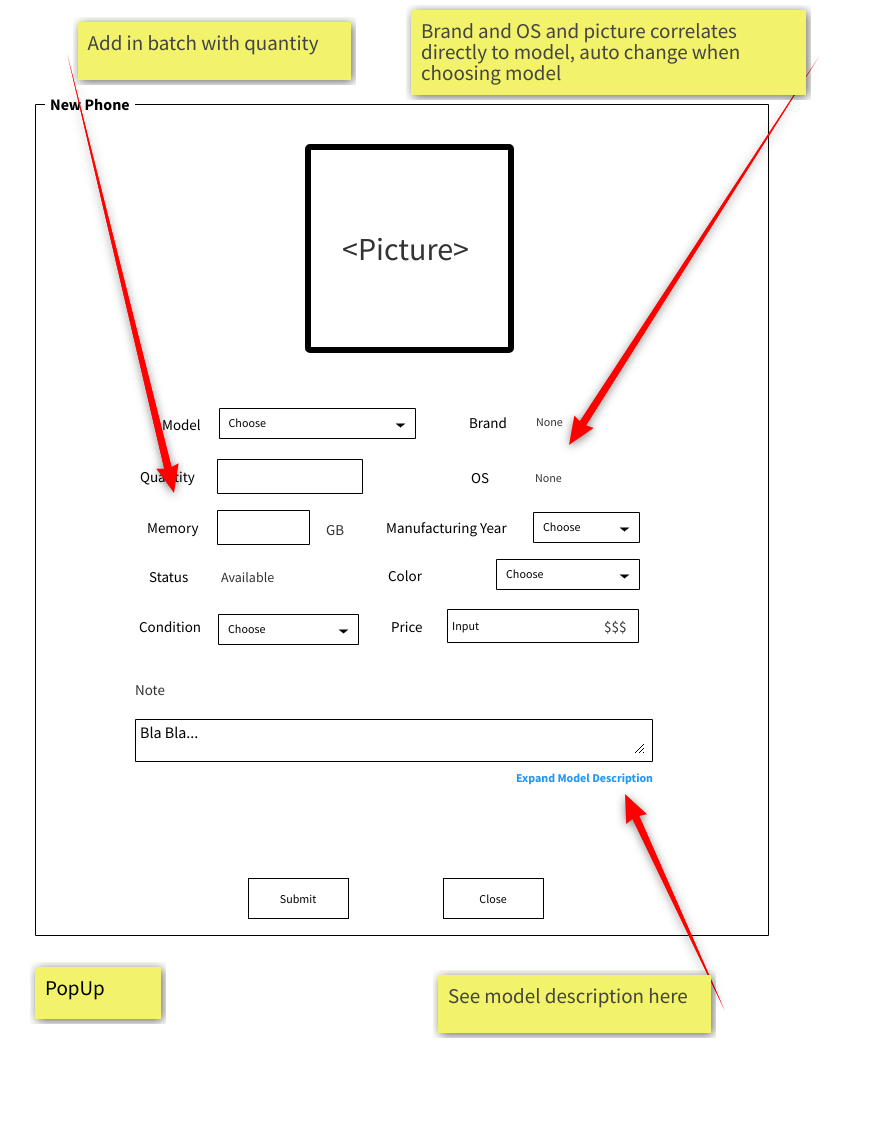 Add in batch with quantity
Brand and OS and picture correlates
directly to model, auto change when
choosing model
New Phone
<Picture>
Model
Choose
Brand
None
Quantity
OS
None
Memory
GB
Manufacturing Year
Choose
Status
Available
Color
Choose
Condition
Choose
Price
Input
$$$
Note
Bla Bla...
Expand Model Description
Submit
Close
PopUp
See model description here